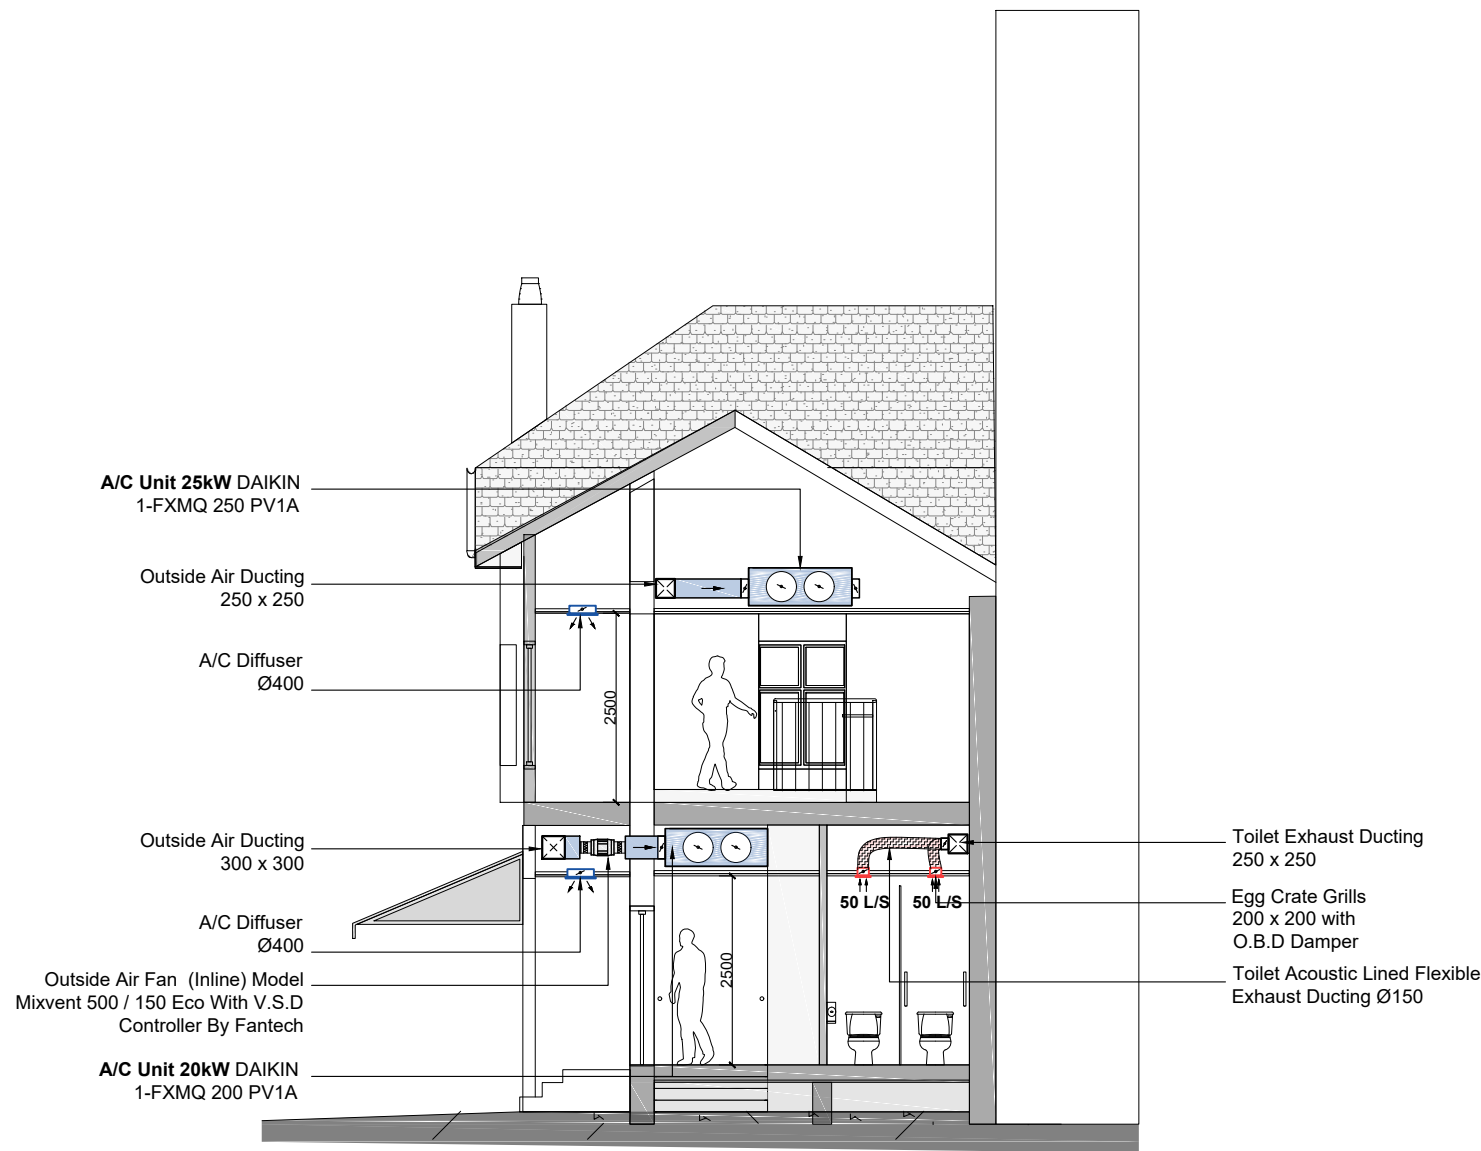 A/C Unit 25kW DAIKIN
1-FXMQ 250 PV1A
Outside Air Ducting
250 x 250
A/C Diffuser
Ø400
2500
Outside Air Ducting
300 x 300
A/C Diffuser
Ø400
Outside Air Fan (Inline) Model
Mixvent 500 / 150 Eco With V.S.D
Controller By Fantech
A/C Unit 20kW DAIKIN
1-FXMQ 200 PV1A
2500
50 L/S
50 L/S
Toilet Exhaust Ducting
250 x 250
Egg Crate Grills
200 x 200 with
O.B.D Damper
Toilet Acoustic Lined Flexible
Exhaust Ducting Ø150